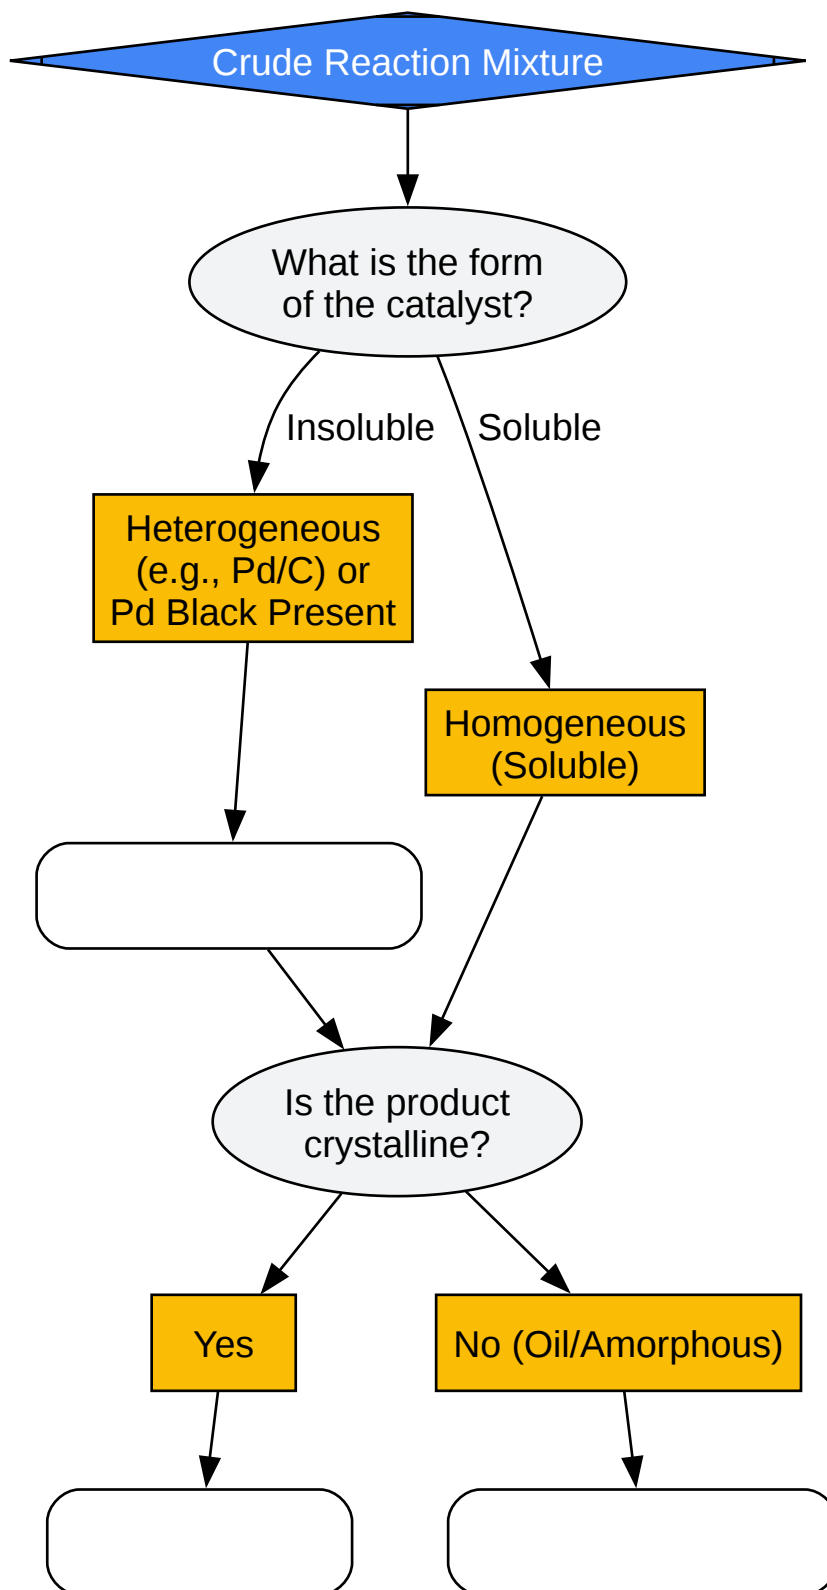 Crude Reaction Mixture
What is the form
of the catalyst?
Insoluble
Soluble
Heterogeneous
(e.g., Pd/C) or
Pd Black Present
Homogeneous
(Soluble)
Is the product
crystalline?
Yes
No (Oil/Amorphous)